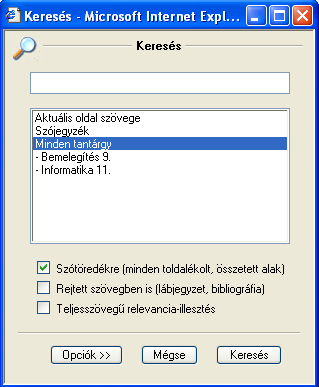 Keresés - Microsoft Internet Expl...
Keresés
Aktuális oldal szövege
Szójegyzék
Minden tantárgy
- Bemelegítés 9.
- Informatika 11.
Szótöredékre (minden toldalékolt, összetett alak)
Rejtett szövegben is (lábjegyzet, bibliográfia)
Teljesszövegű relevancia-illesztés
Opciók >>
Mégse
Keresés